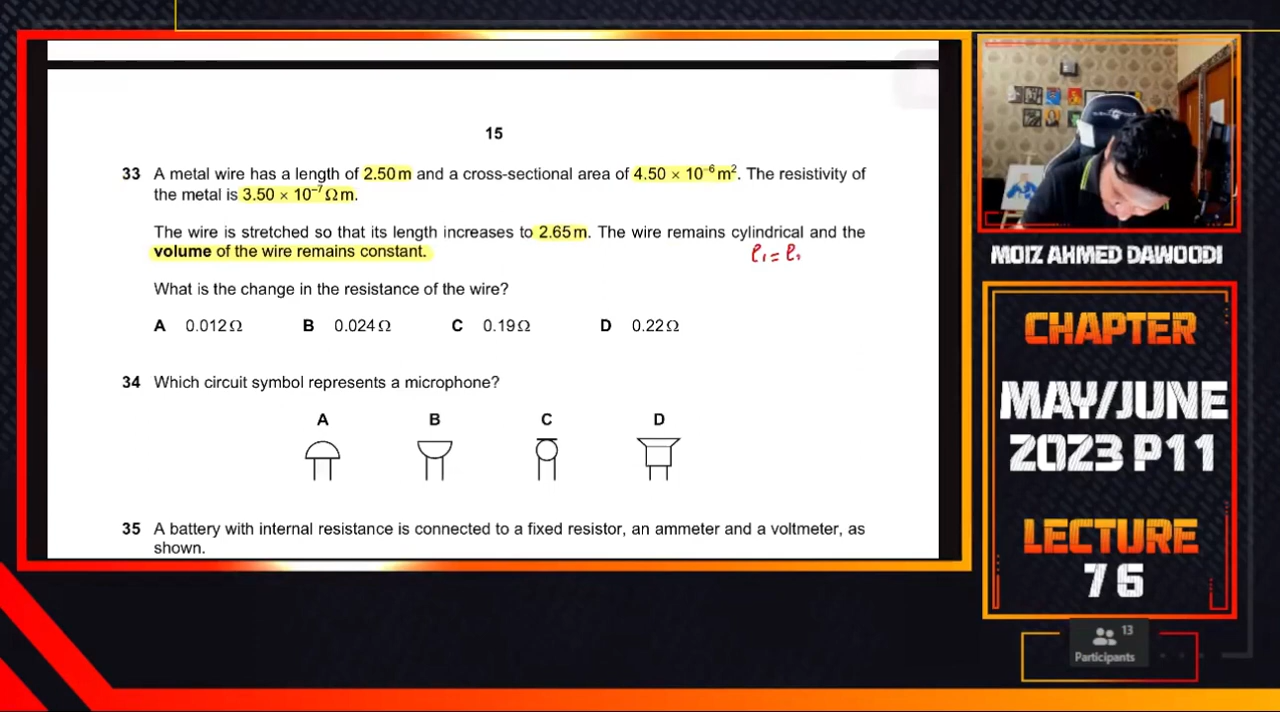 15
33 A metal wire has a length of 2.50 m and a cross-sectional area of 4.50 × 10⁻⁶ m². The resistivity of
the metal is 3.50 × 10⁻⁷ Ω m.
The wire is stretched so that its length increases to 2.65 m. The wire remains cylindrical and the
volume of the wire remains constant.
ℓ₁ = ℓ₁
What is the change in the resistance of the wire?
A 0.012 Ω B 0.024 Ω C 0.19 Ω D 0.22 Ω
34 Which circuit symbol represents a microphone?
A B C D
35 A battery with internal resistance is connected to a fixed resistor, an ammeter and a voltmeter, as
shown.
MOIZ AHMED DAWOODI
CHAPTER
MAY/JUNE
2023 P11
LECTURE
76
13
Participants